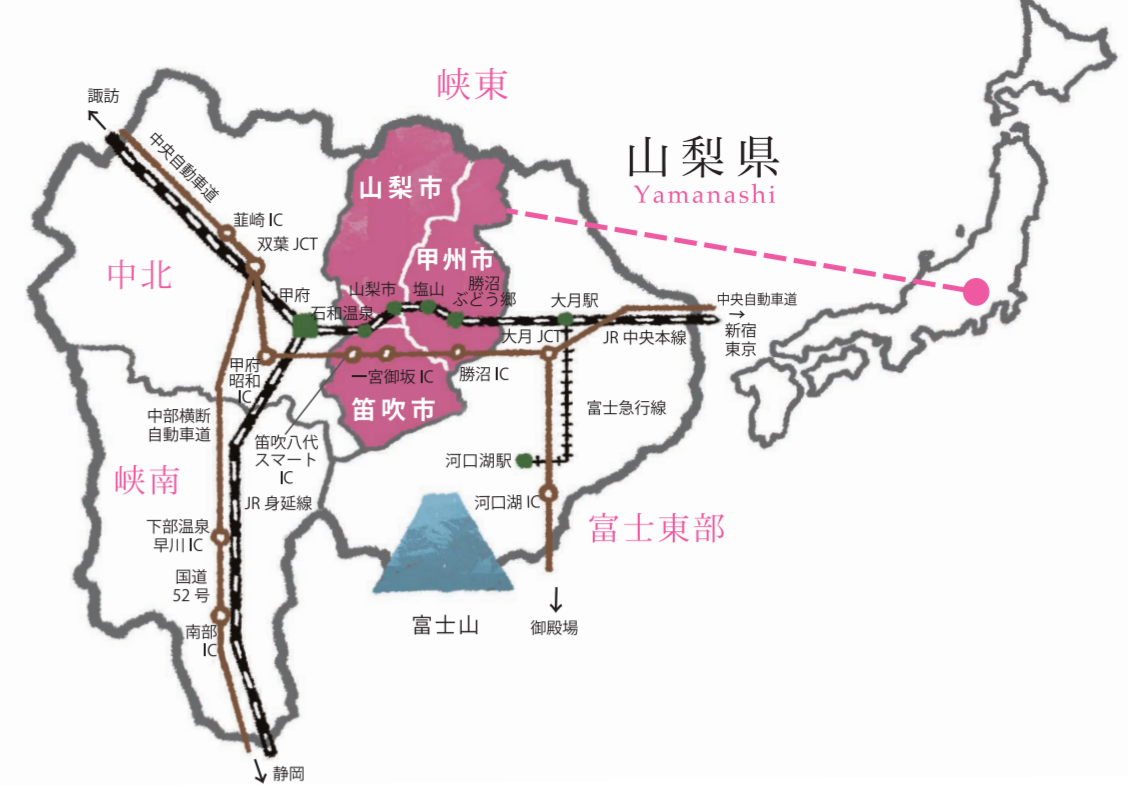 峡東
諏訪
中央自動車道
山梨県
Yamanashi
山梨市
韮崎 IC
双葉 JCT
甲州市
中北
甲府
石和温泉
山梨市
塩山
勝沼
ぶどう郷
大月駅
中央自動車道
→
新宿
東京
大月 JCT
JR 中央本線
甲府
昭和
IC
一宮御坂 IC
勝沼 IC
笛吹市
中部横断
自動車道
富士急行線
笛吹八代
スマート
IC
河口湖駅
峡南
JR 身延線
河口湖 IC
富士東部
下部温泉
早川 IC
国道
52 号
南部
IC
富士山
御殿場
静岡